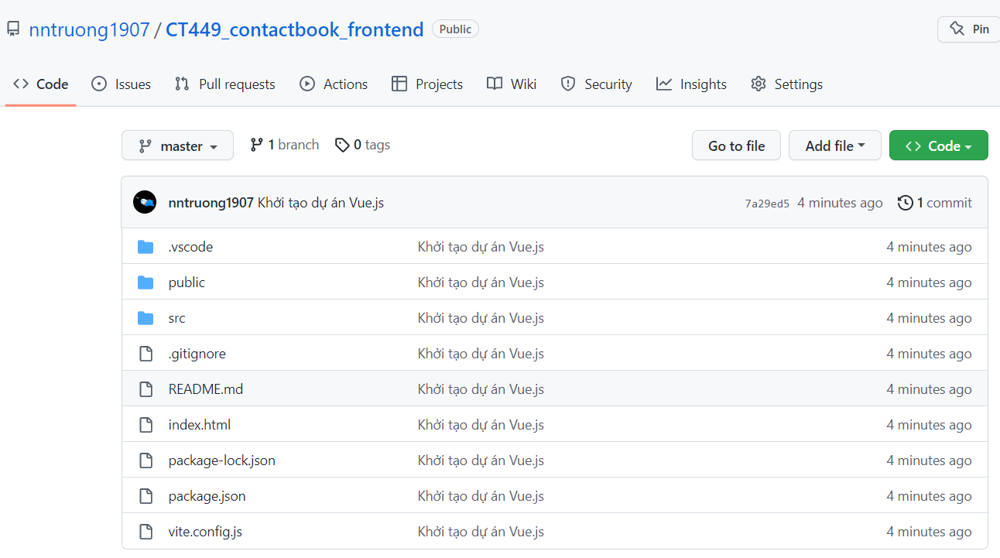 nntruong1907 / CT449_contactbook_frontend Public Pin
Code Issues Pull requests Actions Projects Wiki Security Insights Settings
master 1 branch 0 tags Go to file Add file Code
nntruong1907 Khởi tạo dự án Vue.js 7a29ed5 4 minutes ago 1 commit
.vscode Khởi tạo dự án Vue.js 4 minutes ago
public Khởi tạo dự án Vue.js 4 minutes ago
src Khởi tạo dự án Vue.js 4 minutes ago
.gitignore Khởi tạo dự án Vue.js 4 minutes ago
README.md Khởi tạo dự án Vue.js 4 minutes ago
index.html Khởi tạo dự án Vue.js 4 minutes ago
package-lock.json Khởi tạo dự án Vue.js 4 minutes ago
package.json Khởi tạo dự án Vue.js 4 minutes ago
vite.config.js Khởi tạo dự án Vue.js 4 minutes ago